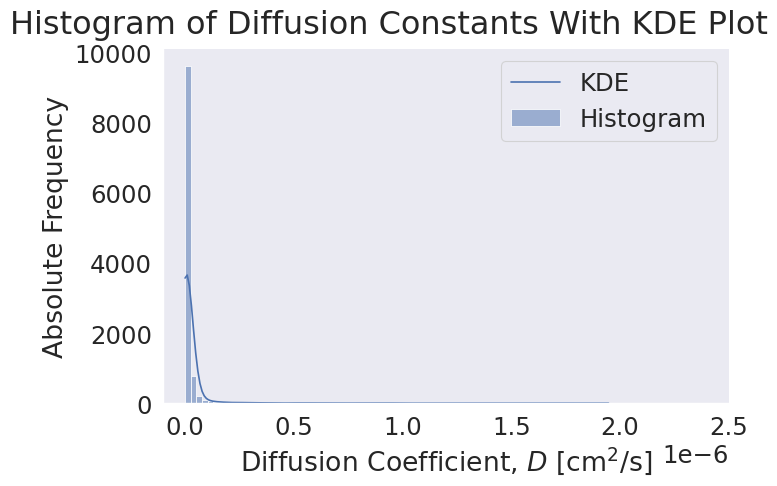 Histogram of Diffusion Constants With KDE Plot
Absolute Frequency
10000
8000
6000
4000
2000
0
KDE
Histogram
0.0 0.5 1.0 1.5 2.0 2.5
1e−6
Diffusion Coefficient, D [cm²/s]